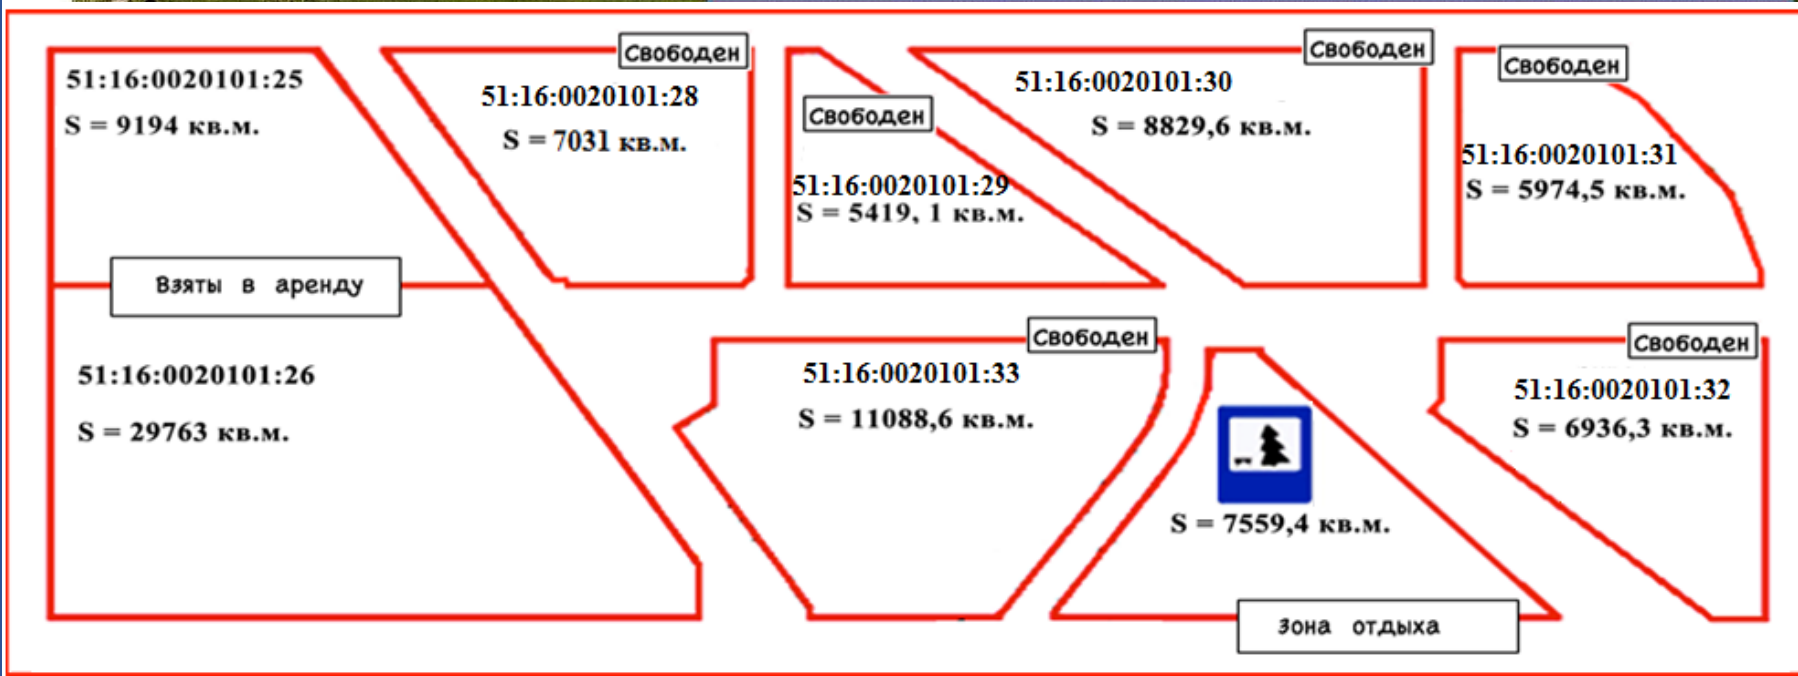 51:16:0020101:25
S = 9194 кв.м.
Свободен
51:16:0020101:28
S = 7031 кв.м.
Свободен
51:16:0020101:29
S = 5419, 1 кв.м.
Свободен
51:16:0020101:30
S = 8829,6 кв.м.
Свободен
51:16:0020101:31
S = 5974,5 кв.м.
Взяты в аренду
51:16:0020101:26
S = 29763 кв.м.
Свободен
51:16:0020101:33
S = 11088,6 кв.м.
S = 7559,4 кв.м.
Зона отдыха
Свободен
51:16:0020101:32
S = 6936,3 кв.м.